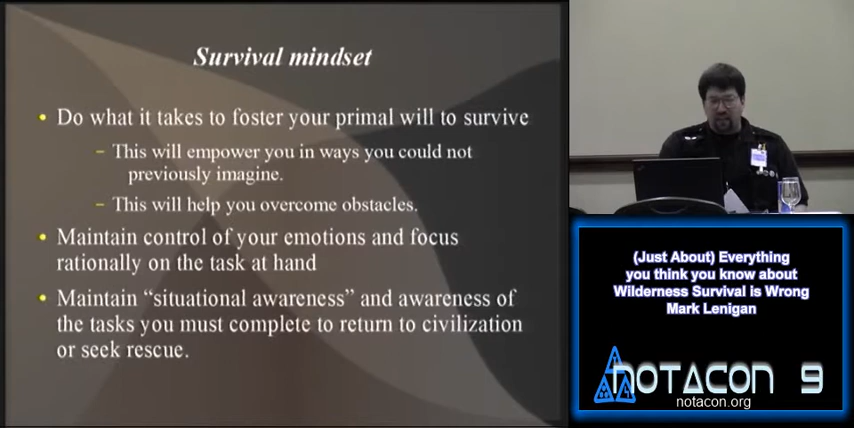 Survival mindset
• Do what it takes to foster your primal will to survive
– This will empower you in ways you could not
previously imagine.
– This will help you overcome obstacles.
• Maintain control of your emotions and focus
rationally on the task at hand
• Maintain “situational awareness” and awareness of
the tasks you must complete to return to civilization
or seek rescue.
(Just About) Everything
you think you know about
Wilderness Survival is Wrong
Mark Lenigan
NOTACON 9
notacon.org